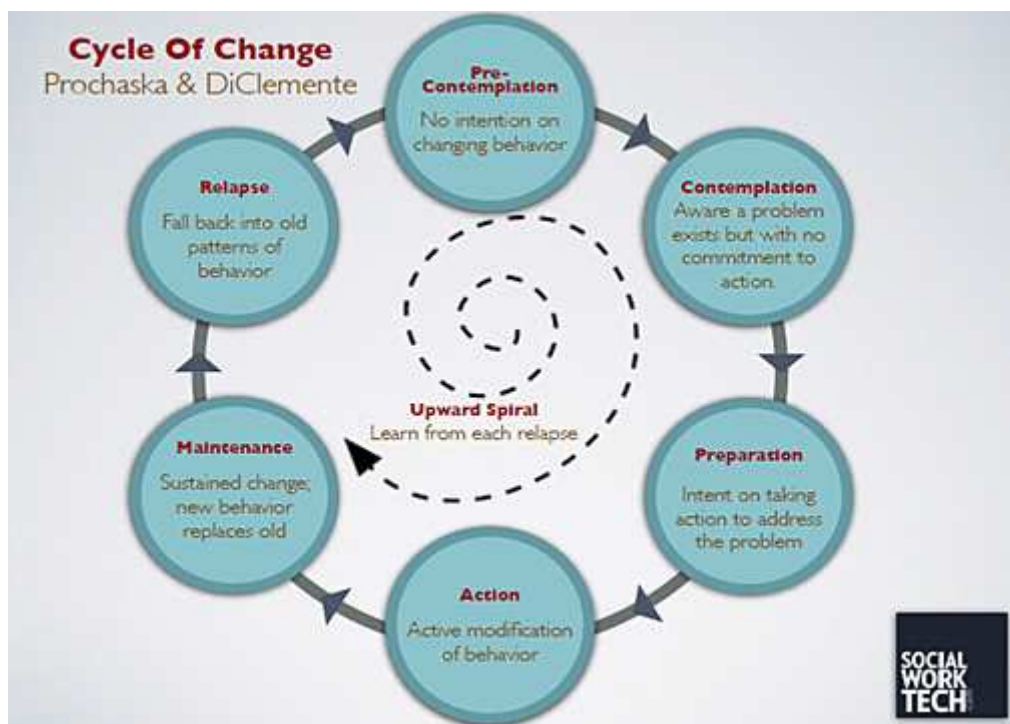 Cycle Of Change
Prochaska & DiClemente
Pre-
Contemplation
No intention on
changing behavior
Contemplation
Aware a problem
exists but with no
commitment to
action.
Preparation
Intent on taking
action to address
the problem
Action
Active modification
of behavior
Maintenance
Sustained change;
new behavior
replaces old
Relapse
Fall back into old
patterns of
behavior
Upward Spiral
Learn from each relapse
SOCIAL
WORK
TECH